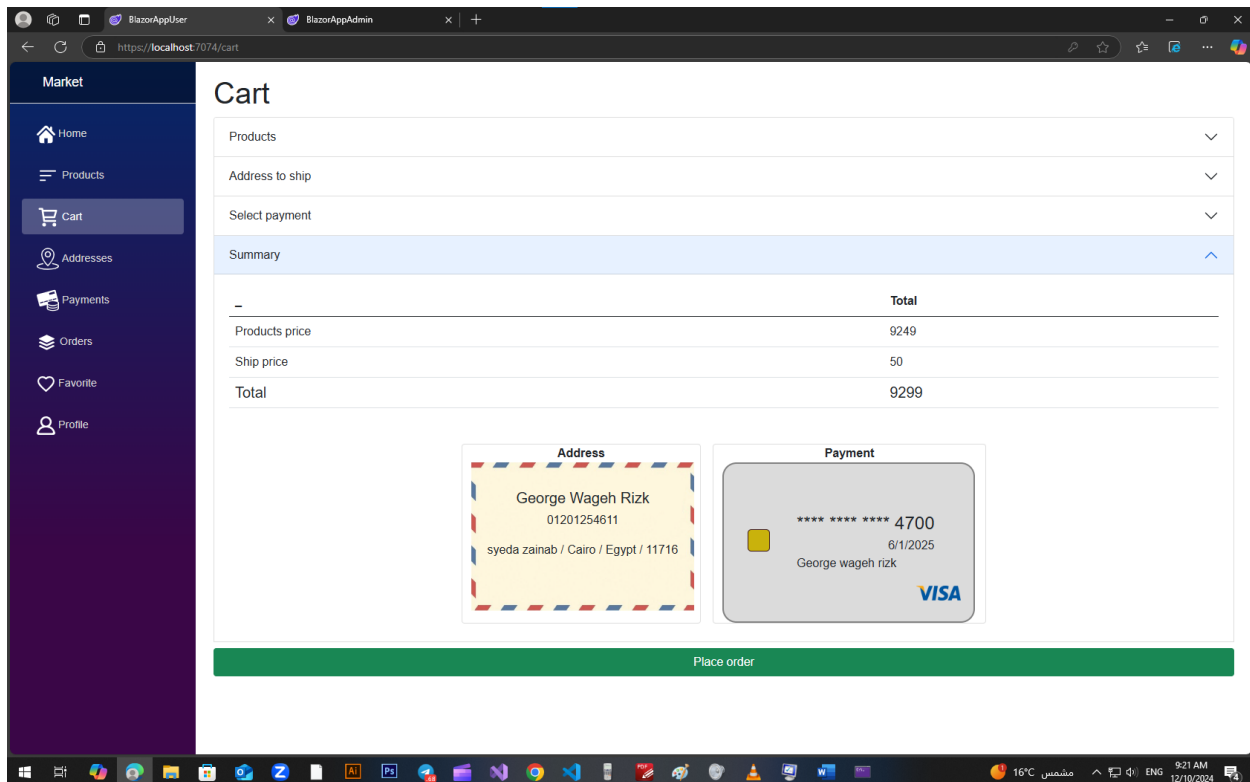 BlazorAppUser
BlazorAppAdmin
https://localhost:7074/cart
Market
Home
Products
Cart
Addresses
Payments
Orders
Favorite
Profile
Cart
Products
Address to ship
Select payment
Summary
_ Total
Products price 9249
Ship price 50
Total 9299
Address
George Wageh Rizk
01201254611
syeda zainab / Cairo / Egypt / 11716
Payment
**** **** **** 4700
6/1/2025
George wageh rizk
VISA
Place order
16°C مشمس
ENG
9:21 AM
12/10/2024